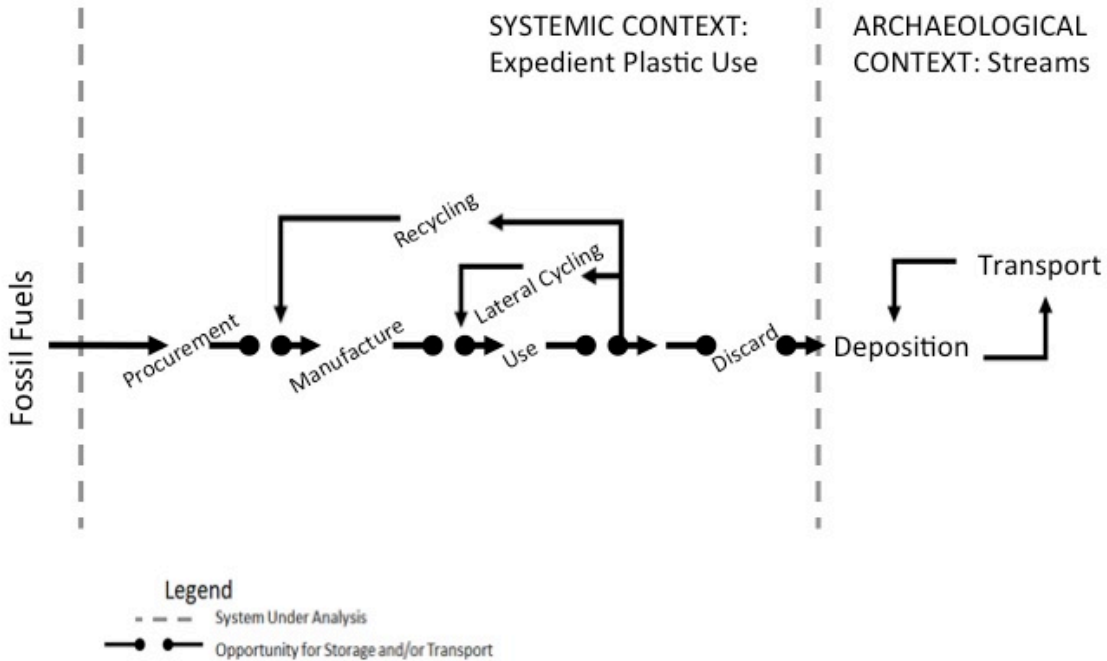 SYSTEMIC CONTEXT:
Expedient Plastic Use
ARCHAEOLOGICAL
CONTEXT: Streams
Recycling
Lateral Cycling
Transport
Fossil Fuels
Procurement
Manufacture
Use
Discard
Deposition
Legend
System Under Analysis
Opportunity for Storage and/or Transport